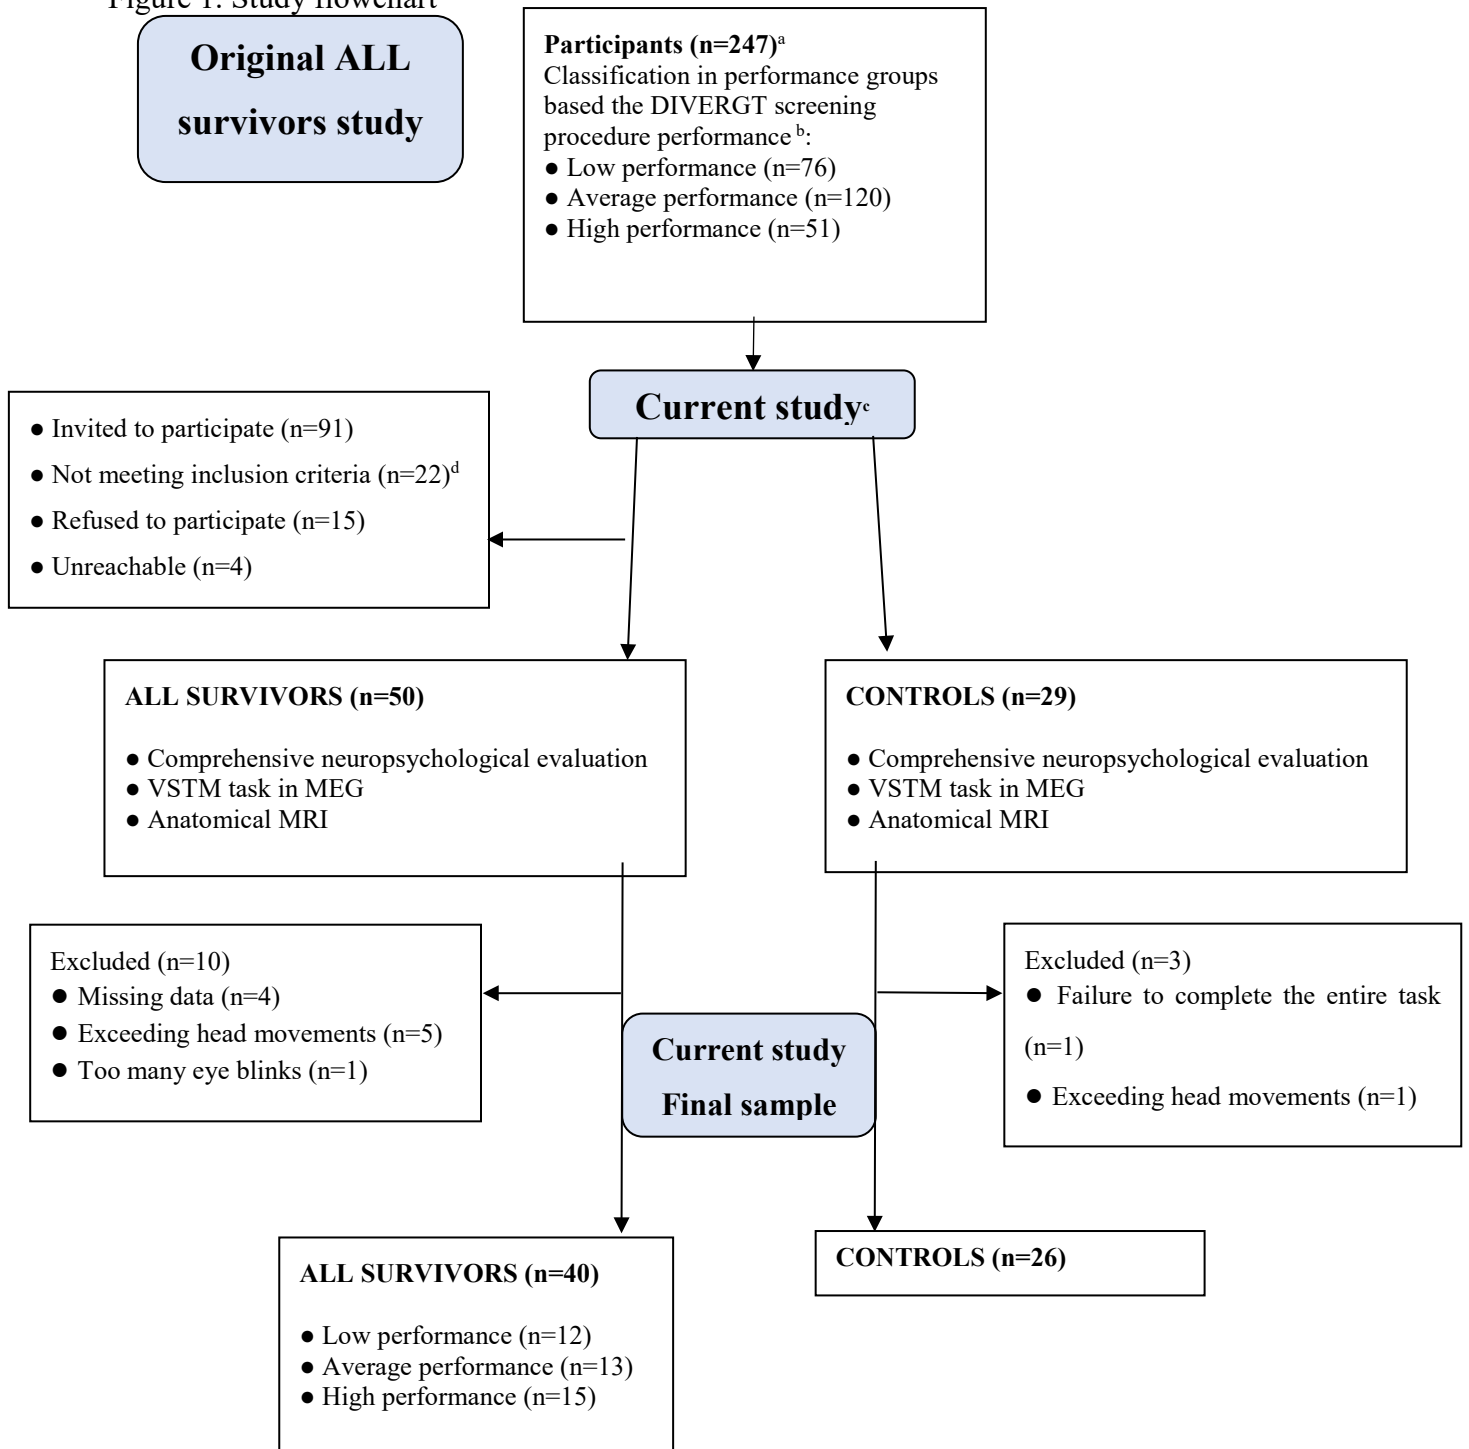 Figure 1. Study flowchart
Original ALL
survivors study
Participants (n=247)a
Classification in performance groups
based the DIVERGT screening
procedure performance b:
● Low performance (n=76)
● Average performance (n=120)
● High performance (n=51)
Current studyc
● Invited to participate (n=91)
● Not meeting inclusion criteria (n=22)d
● Refused to participate (n=15)
● Unreachable (n=4)
ALL SURVIVORS (n=50)
● Comprehensive neuropsychological evaluation
● VSTM task in MEG
● Anatomical MRI
CONTROLS (n=29)
● Comprehensive neuropsychological evaluation
● VSTM task in MEG
● Anatomical MRI
Excluded (n=10)
● Missing data (n=4)
● Exceeding head movements (n=5)
● Too many eye blinks (n=1)
Excluded (n=3)
● Failure to complete the entire task
(n=1)
● Exceeding head movements (n=1)
Current study
Final sample
ALL SURVIVORS (n=40)
● Low performance (n=12)
● Average performance (n=13)
● High performance (n=15)
CONTROLS (n=26)